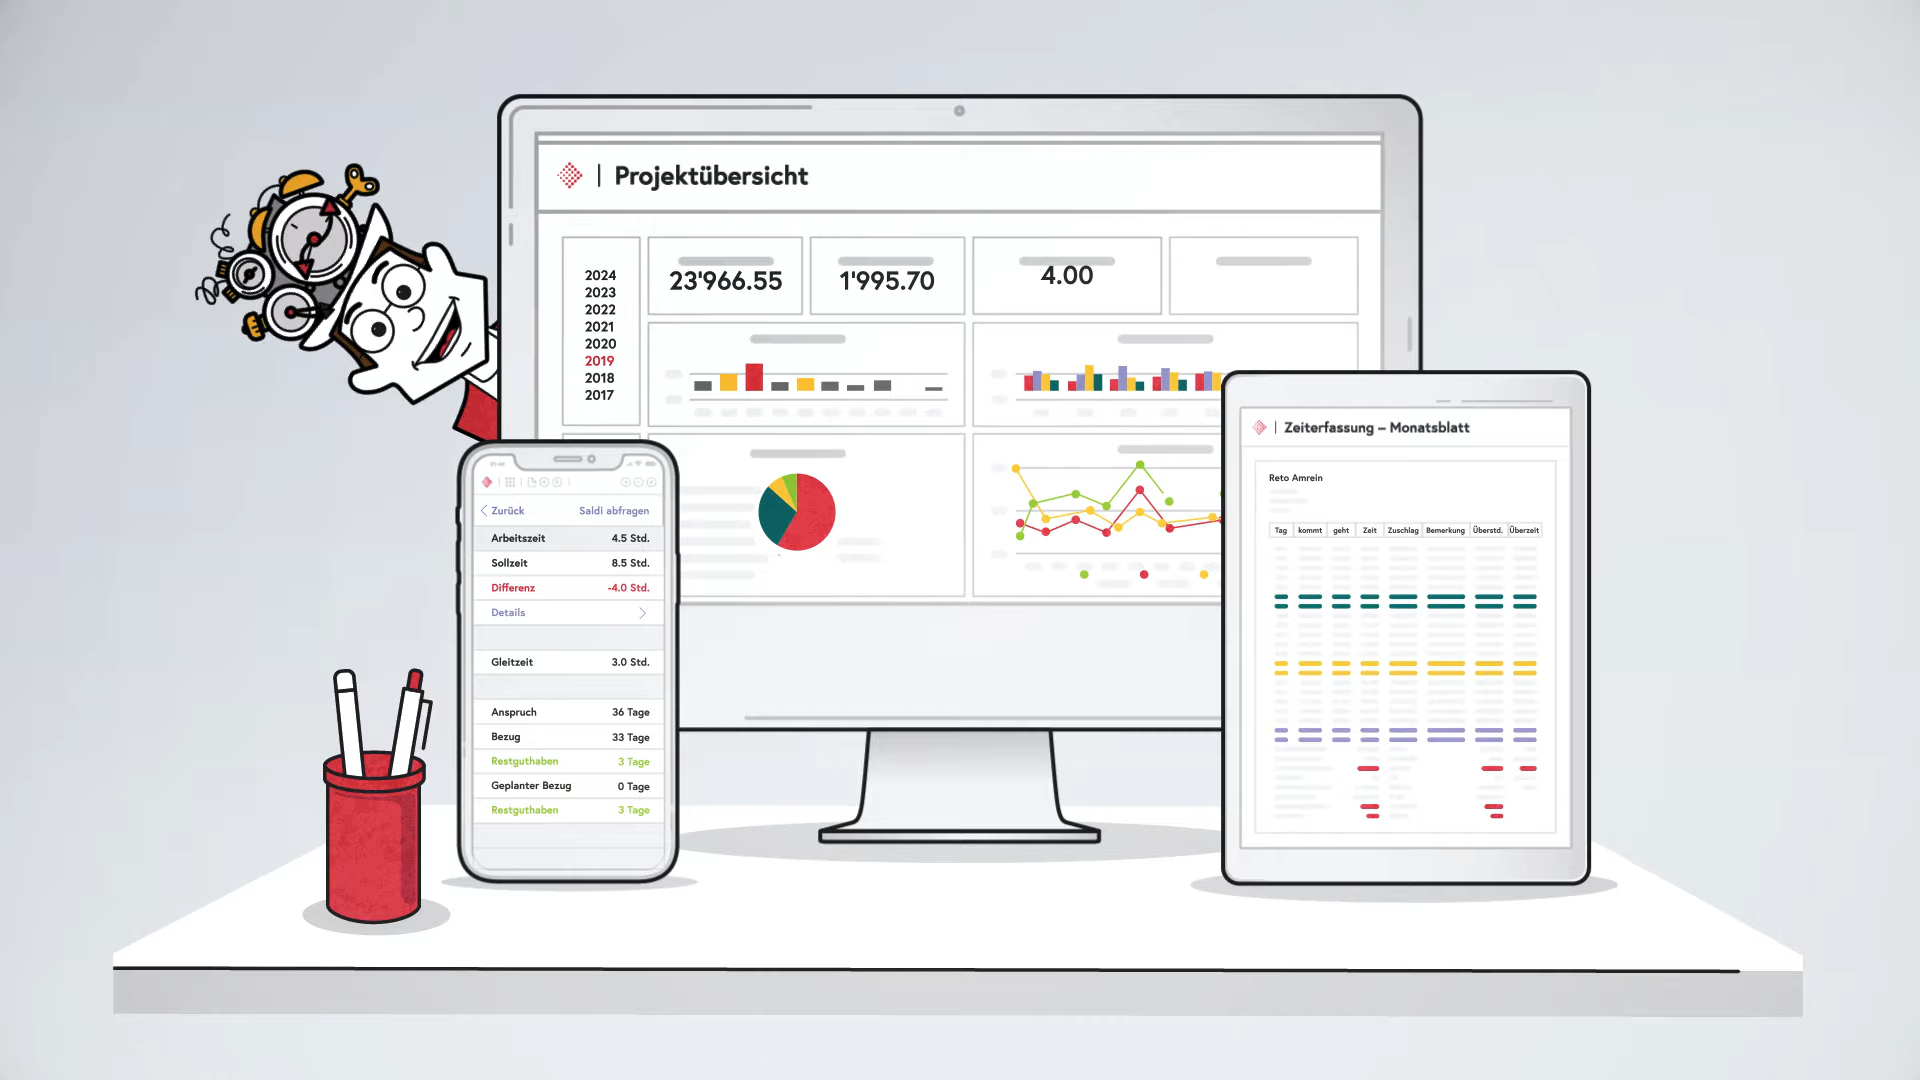 Projektübersicht
2024
2023
2022
2021
2020
2019
2018
2017
23'966.55
1'995.70
4.00
Zurück Saldi abfragen
Arbeitszeit 4.5 Std.
Sollzeit 8.5 Std.
Differenz -4.0 Std.
Details
Gleitzeit 3.0 Std.
Anspruch 36 Tage
Bezug 33 Tage
Restguthaben 3 Tage
Geplanter Bezug 0 Tage
Restguthaben 3 Tage
Zeiterfassung – Monatsblatt
Reto Amrein
Tag kommt geht Zeit Zuschlag Bemerkung Überstd. Überzeit